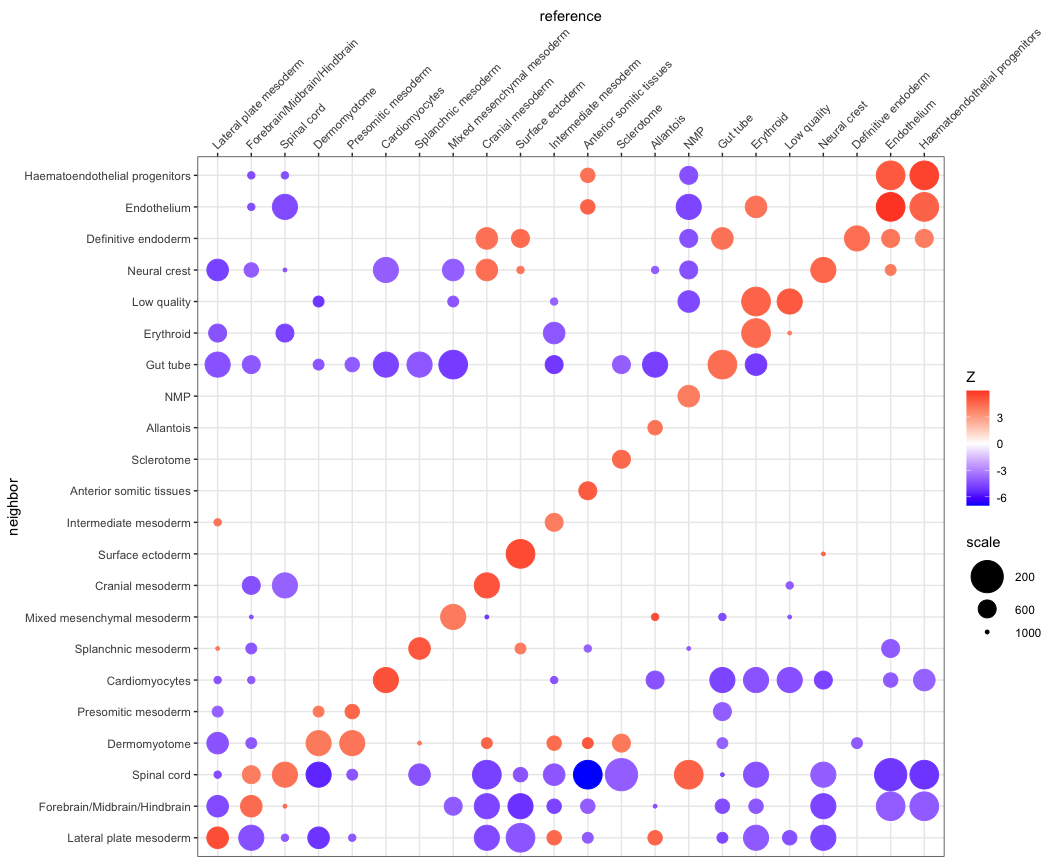 reference
Lateral plate mesoderm
Forebrain/Midbrain/Hindbrain
Spinal cord
Dermomyotome
Presomitic mesoderm
Cardiomyocytes
Splanchnic mesoderm
Mixed mesenchymal mesoderm
Cranial mesoderm
Surface ectoderm
Intermediate mesoderm
Anterior somitic tissues
Sclerotome
Allantois
NMP
Gut tube
Erythroid
Low quality
Neural crest
Definitive endoderm
Endothelium
Haematoendothelial progenitors
neighbor
Haematoendothelial progenitors
Endothelium
Definitive endoderm
Neural crest
Low quality
Erythroid
Gut tube
NMP
Allantois
Sclerotome
Anterior somitic tissues
Intermediate mesoderm
Surface ectoderm
Cranial mesoderm
Mixed mesenchymal mesoderm
Splanchnic mesoderm
Cardiomyocytes
Presomitic mesoderm
Dermomyotome
Spinal cord
Forebrain/Midbrain/Hindbrain
Lateral plate mesoderm
Z
3
0
-3
-6
scale
200
600
1000